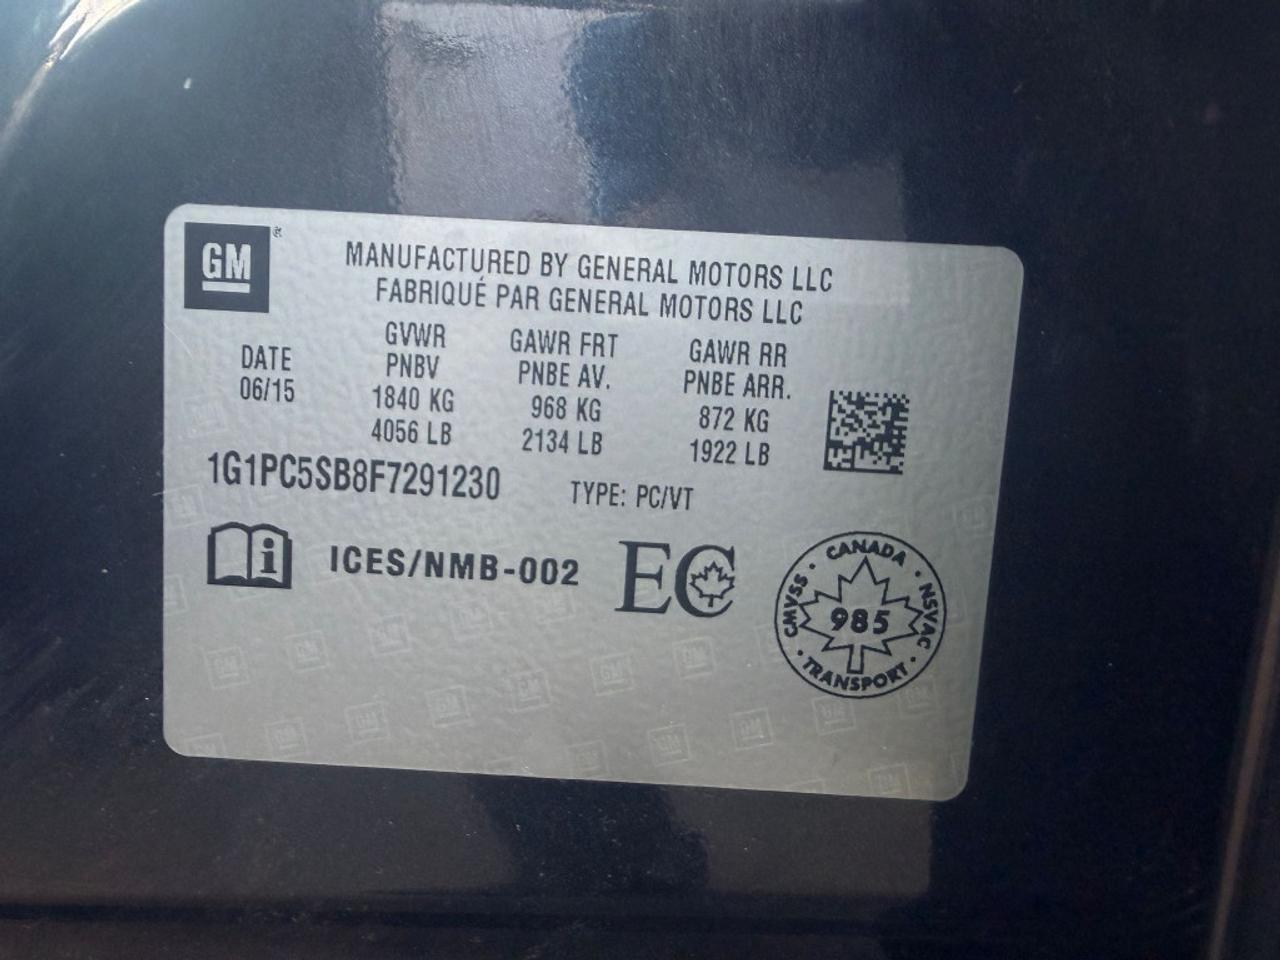 GM
MANUFACTURED BY GENERAL MOTORS LLC
FABRIQUÉ PAR GENERAL MOTORS LLC
DATE
06/15
GVWR
PNBV
1840 KG
4056 LB
GAWR FRT
PNBE AV.
968 KG
2134 LB
GAWR RR
PNBE ARR.
872 KG
1922 LB
1G1PC5SB8F7291230 TYPE: PC/VT
ICES/NMB-002 EC
CANADA · NSVAC · TRANSPORT · CMVSS ·
985